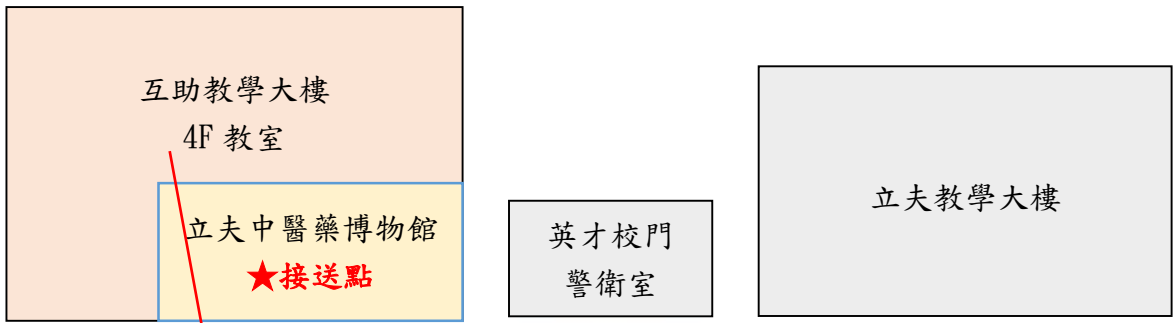 互助教學大樓
4F 教室
立夫中醫藥博物館
★接送點
英才校門
警衛室
立夫教學大樓